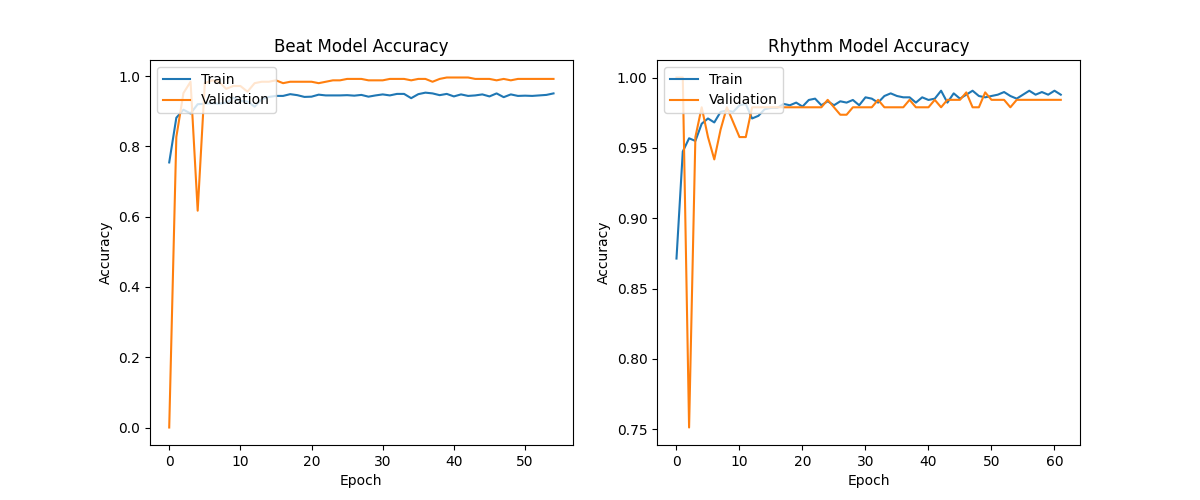 Beat Model Accuracy
Train
Validation
1.0
0.8
0.6
0.4
0.2
0.0
Accuracy
0 10 20 30 40 50
Epoch
Rhythm Model Accuracy
Train
Validation
1.00
0.95
0.90
0.85
0.80
0.75
Accuracy
0 10 20 30 40 50 60
Epoch